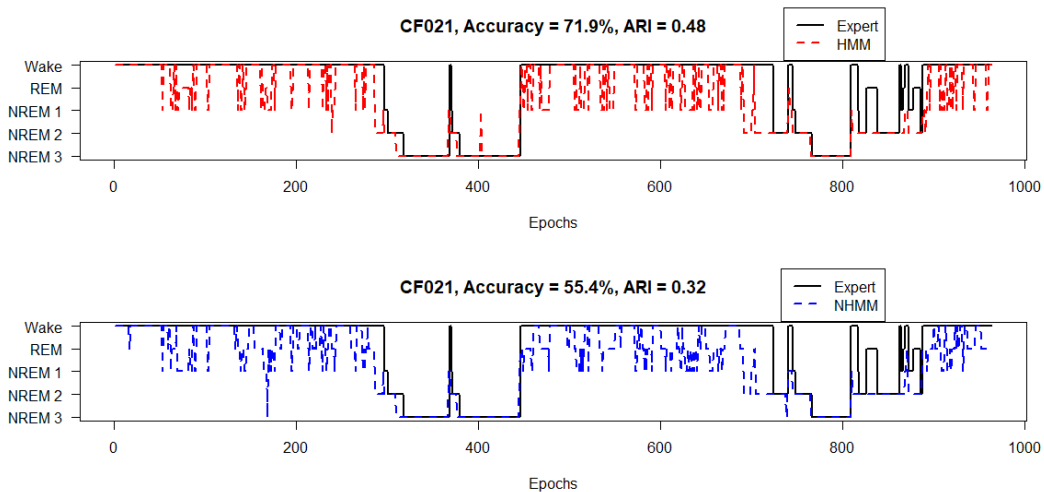 CF021, Accuracy = 71.9%, ARI = 0.48
Expert
HMM
Wake
REM
NREM 1
NREM 2
NREM 3
0 200 400 600 800 1000
Epochs
CF021, Accuracy = 55.4%, ARI = 0.32
Expert
NHMM
Wake
REM
NREM 1
NREM 2
NREM 3
0 200 400 600 800 1000
Epochs